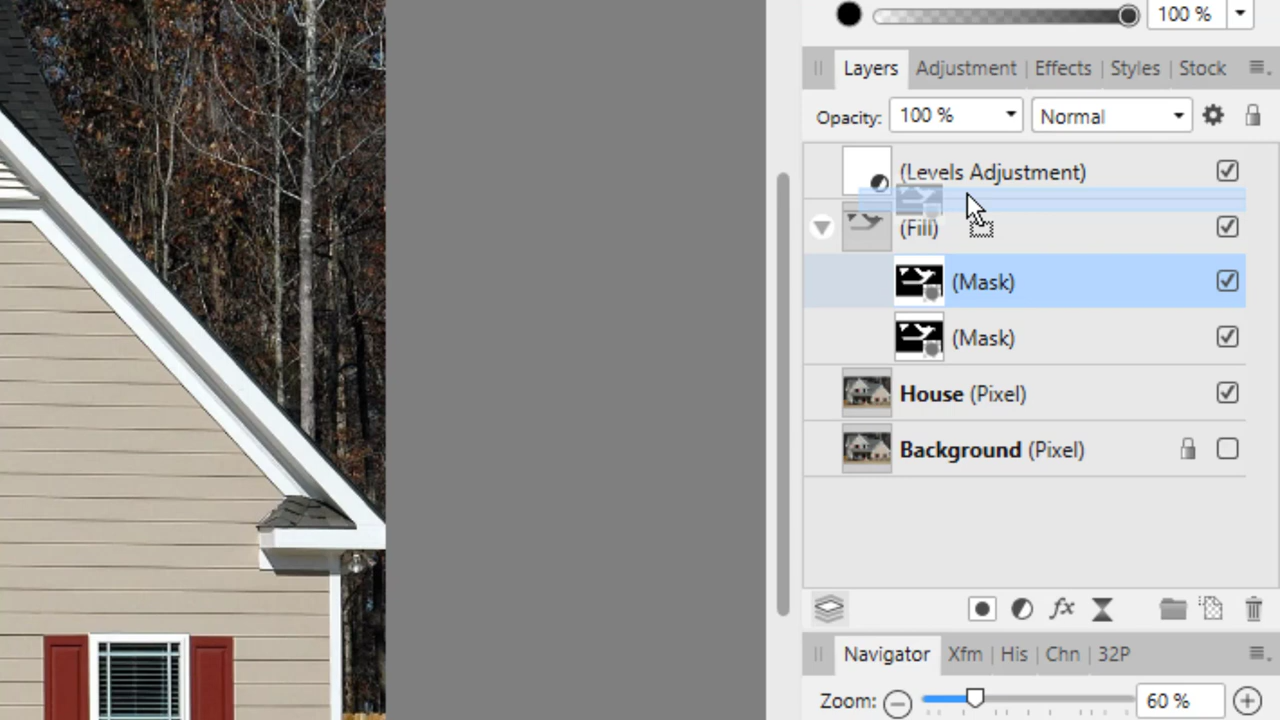 100 %
Layers Adjustment Effects Styles Stock
Opacity: 100 % Normal
(Levels Adjustment)
(Fill)
(Mask)
(Mask)
House (Pixel)
Background (Pixel)
fx
Navigator Xfm His Chn 32P
Zoom: 60 %